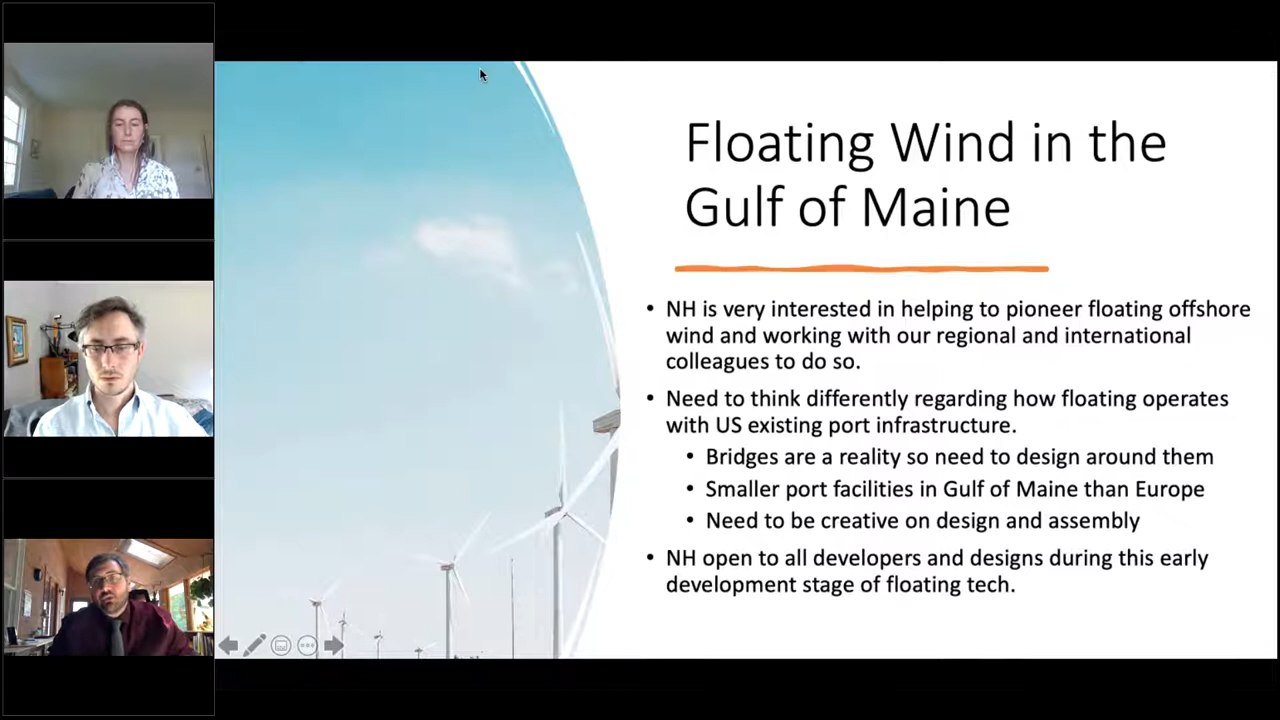 Floating Wind in the
Gulf of Maine
• NH is very interested in helping to pioneer floating offshore
wind and working with our regional and international
colleagues to do so.
• Need to think differently regarding how floating operates
with US existing port infrastructure.
• Bridges are a reality so need to design around them
• Smaller port facilities in Gulf of Maine than Europe
• Need to be creative on design and assembly
• NH open to all developers and designs during this early
development stage of floating tech.